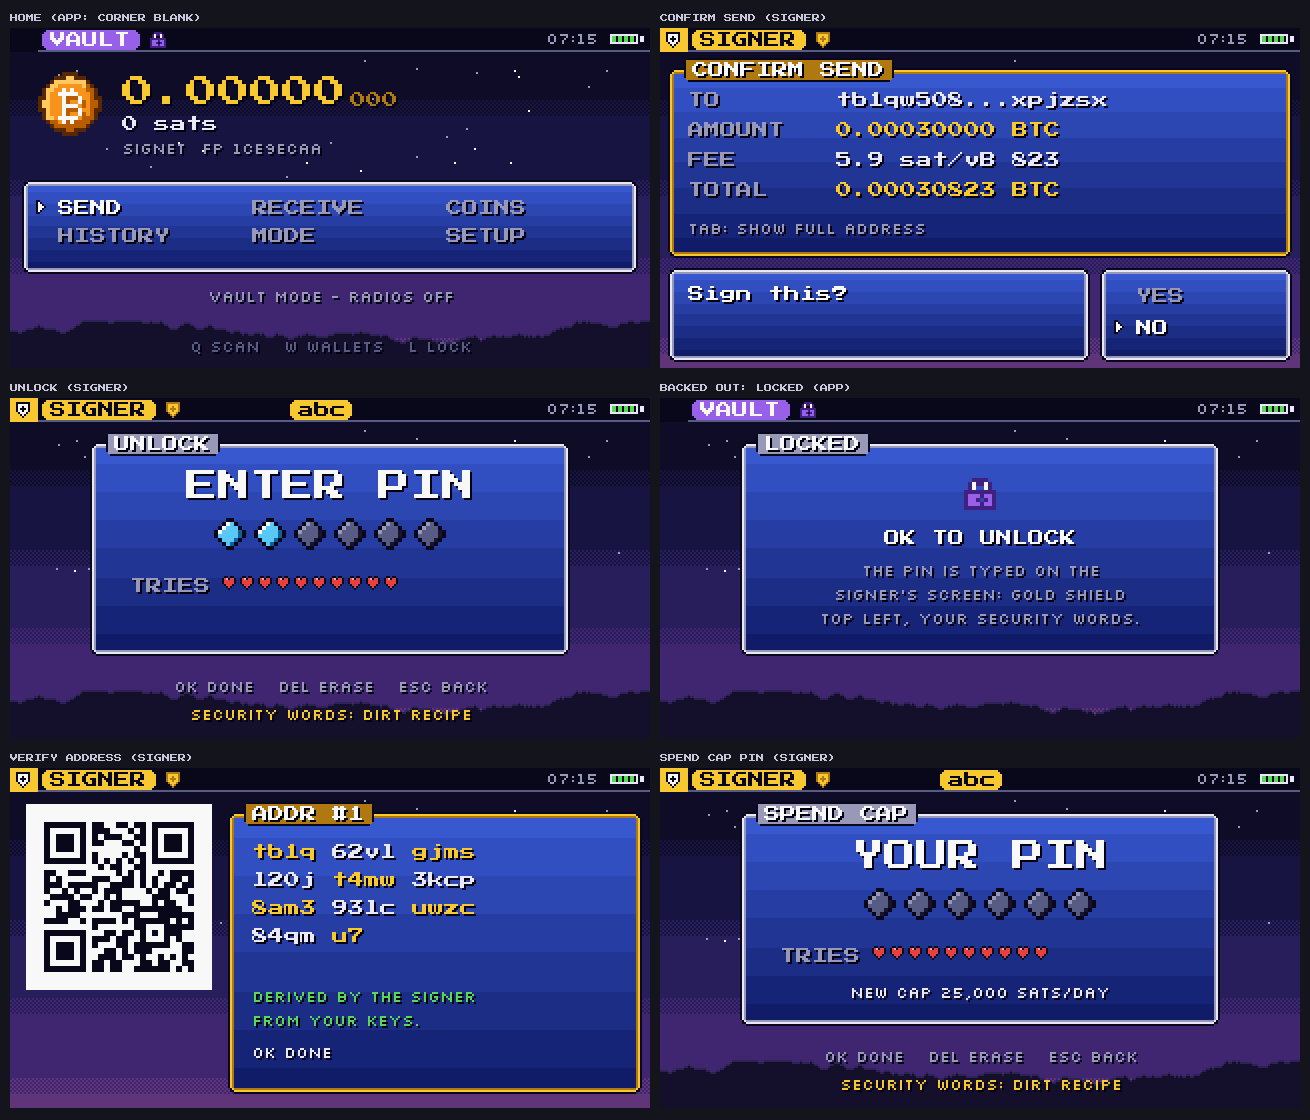 HOME (APP: CORNER BLANK)
VAULT 07:15
0.00000000
0 sats
SIGNET FP 1CE9ECAA
SEND RECEIVE COINS
HISTORY MODE SETUP
VAULT MODE - RADIOS OFF
Q SCAN W WALLETS L LOCK
CONFIRM SEND (SIGNER)
SIGNER 07:15
CONFIRM SEND
TO tb1qw508...xpjzsx
AMOUNT 0.00030000 BTC
FEE 5.9 sat/vB 823
TOTAL 0.00030823 BTC
TAB: SHOW FULL ADDRESS
Sign this?
YES
NO
UNLOCK (SIGNER)
SIGNER abc 07:15
UNLOCK
ENTER PIN
TRIES
OK DONE DEL ERASE ESC BACK
SECURITY WORDS: DIRT RECIPE
BACKED OUT: LOCKED (APP)
VAULT 07:15
LOCKED
OK TO UNLOCK
THE PIN IS TYPED ON THE
SIGNER'S SCREEN: GOLD SHIELD
TOP LEFT, YOUR SECURITY WORDS.
VERIFY ADDRESS (SIGNER)
SIGNER 07:15
ADDR #1
tb1q 62vl gjms
l20j t4mw 3kcp
8am3 93lc uwzc
84qm u7
DERIVED BY THE SIGNER
FROM YOUR KEYS.
OK DONE
SPEND CAP PIN (SIGNER)
SIGNER abc 07:15
SPEND CAP
YOUR PIN
TRIES
NEW CAP 25,000 SATS/DAY
OK DONE DEL ERASE ESC BACK
SECURITY WORDS: DIRT RECIPE